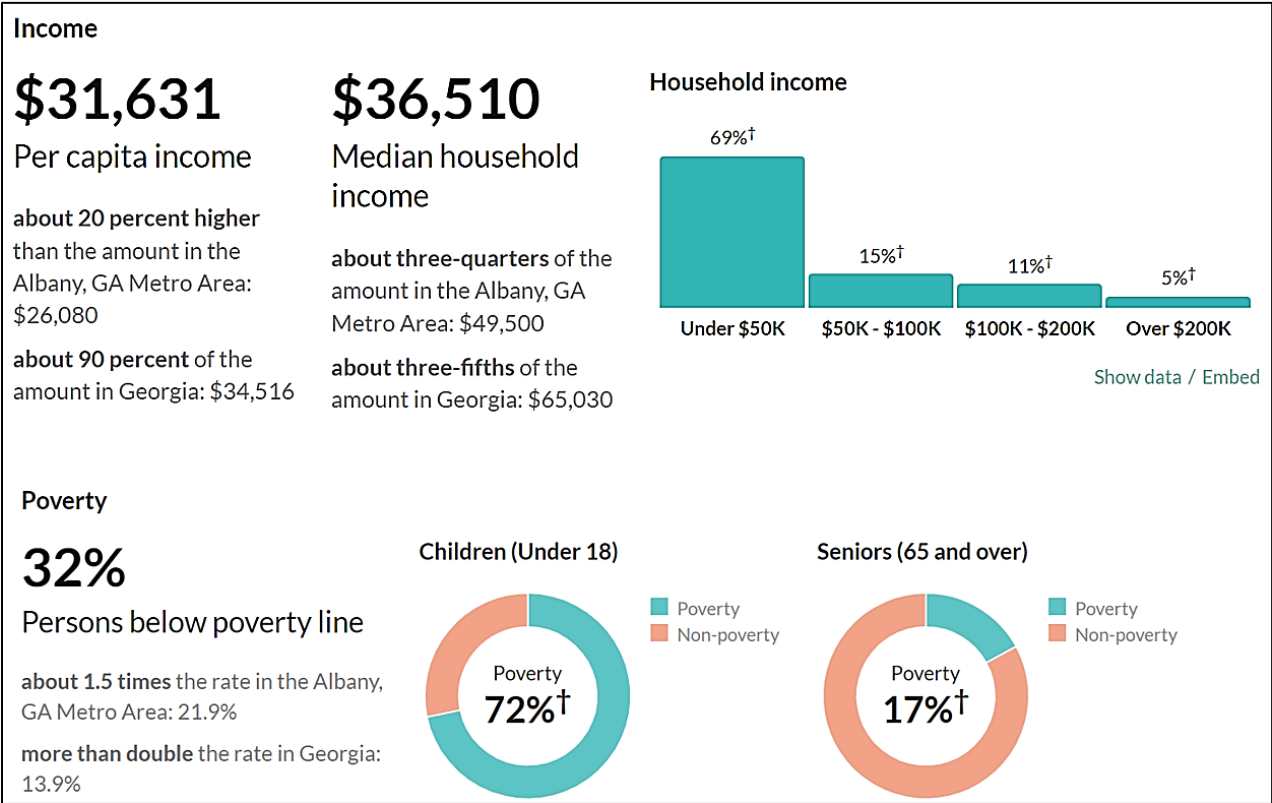 Income
$31,631
Per capita income
about 20 percent higher
than the amount in the
Albany, GA Metro Area:
$26,080
about 90 percent of the
amount in Georgia: $34,516
$36,510
Median household
income
about three-quarters of the
amount in the Albany, GA
Metro Area: $49,500
about three-fifths of the
amount in Georgia: $65,030
Household income
69%†
15%†
11%†
5%†
Under $50K
$50K - $100K
$100K - $200K
Over $200K
Show data / Embed
Poverty
32%
Persons below poverty line
about 1.5 times the rate in the Albany,
GA Metro Area: 21.9%
more than double the rate in Georgia:
13.9%
Children (Under 18)
Poverty
Non-poverty
Poverty
72%†
Seniors (65 and over)
Poverty
Non-poverty
Poverty
17%†